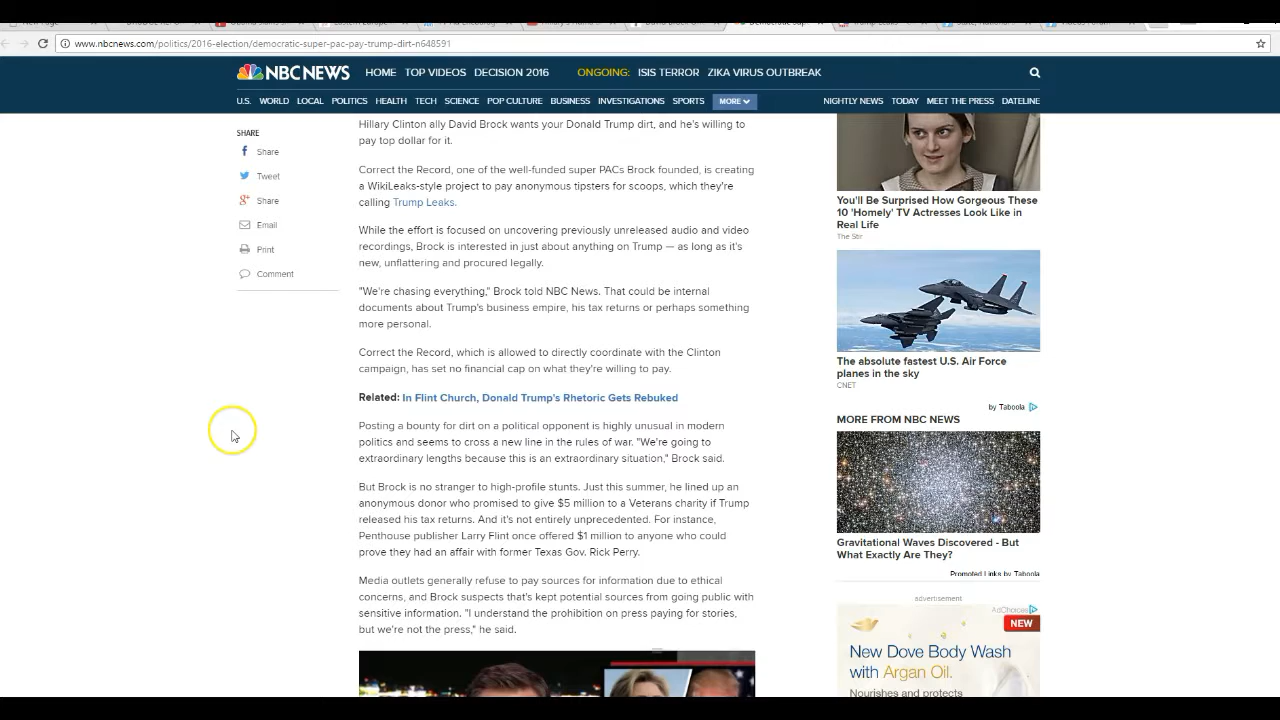 www.nbcnews.com/politics/2016-election/democratic-super-pac-pay-trump-dirt-n648591
NBC NEWS HOME TOP VIDEOS DECISION 2016 ONGOING: ISIS TERROR ZIKA VIRUS OUTBREAK
U.S. WORLD LOCAL POLITICS HEALTH TECH SCIENCE POP CULTURE BUSINESS INVESTIGATIONS SPORTS MORE NIGHTLY NEWS TODAY MEET THE PRESS DATELINE
SHARE
Share
Tweet
Share
Email
Print
Comment
Hillary Clinton ally David Brock wants your Donald Trump dirt, and he's willing to
pay top dollar for it.
Correct the Record, one of the well-funded super PACs Brock founded, is creating
a WikiLeaks-style project to pay anonymous tipsters for scoops, which they're
calling Trump Leaks.
While the effort is focused on uncovering previously unreleased audio and video
recordings, Brock is interested in just about anything on Trump — as long as it's
new, unflattering and procured legally.
"We're chasing everything," Brock told NBC News. That could be internal
documents about Trump's business empire, his tax returns or perhaps something
more personal.
Correct the Record, which is allowed to directly coordinate with the Clinton
campaign, has set no financial cap on what they're willing to pay.
Related: In Flint Church, Donald Trump's Rhetoric Gets Rebuked
Posting a bounty for dirt on a political opponent is highly unusual in modern
politics and seems to cross a new line in the rules of war. "We're going to
extraordinary lengths because this is an extraordinary situation," Brock said.
But Brock is no stranger to high-profile stunts. Just this summer, he lined up an
anonymous donor who promised to give $5 million to a Veterans charity if Trump
released his tax returns. And it's not entirely unprecedented. For instance,
Penthouse publisher Larry Flint once offered $1 million to anyone who could
prove they had an affair with former Texas Gov. Rick Perry.
Media outlets generally refuse to pay sources for information due to ethical
concerns, and Brock suspects that's kept potential sources from going public with
sensitive information. "I understand the prohibition on press paying for stories,
but we're not the press," he said.
You'll Be Surprised How Gorgeous These
10 'Homely' TV Actresses Look Like in
Real Life
The Stir
The absolute fastest U.S. Air Force
planes in the sky
CNET
by Taboola
MORE FROM NBC NEWS
Gravitational Waves Discovered - But
What Exactly Are They?
Promoted Links by Taboola
advertisement
AdChoices
NEW
New Dove Body Wash
with Argan Oil.
Nourishes and protects